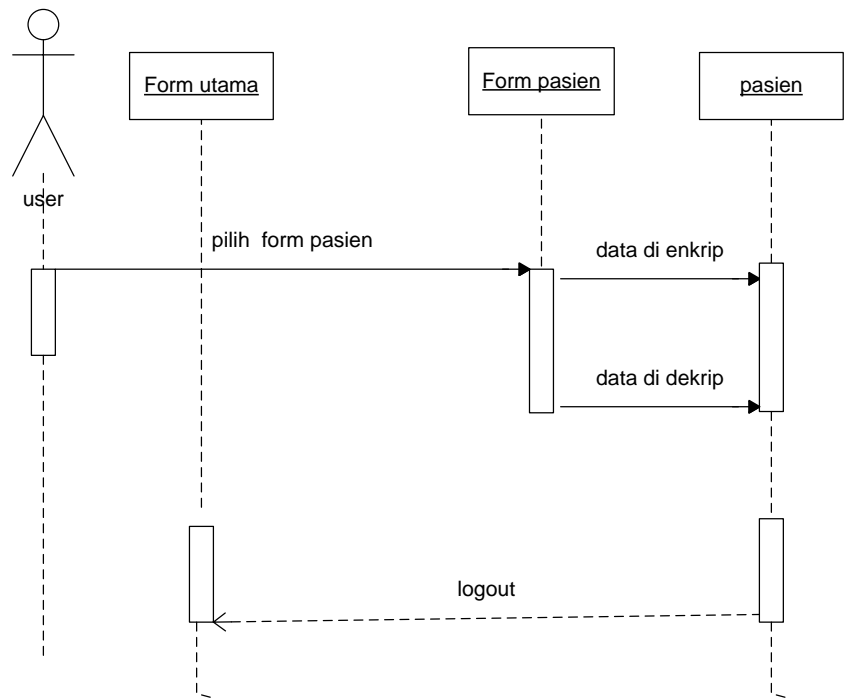 Form utama
Form pasien
pasien
user
pilih form pasien
data di enkrip
data di dekrip
logout